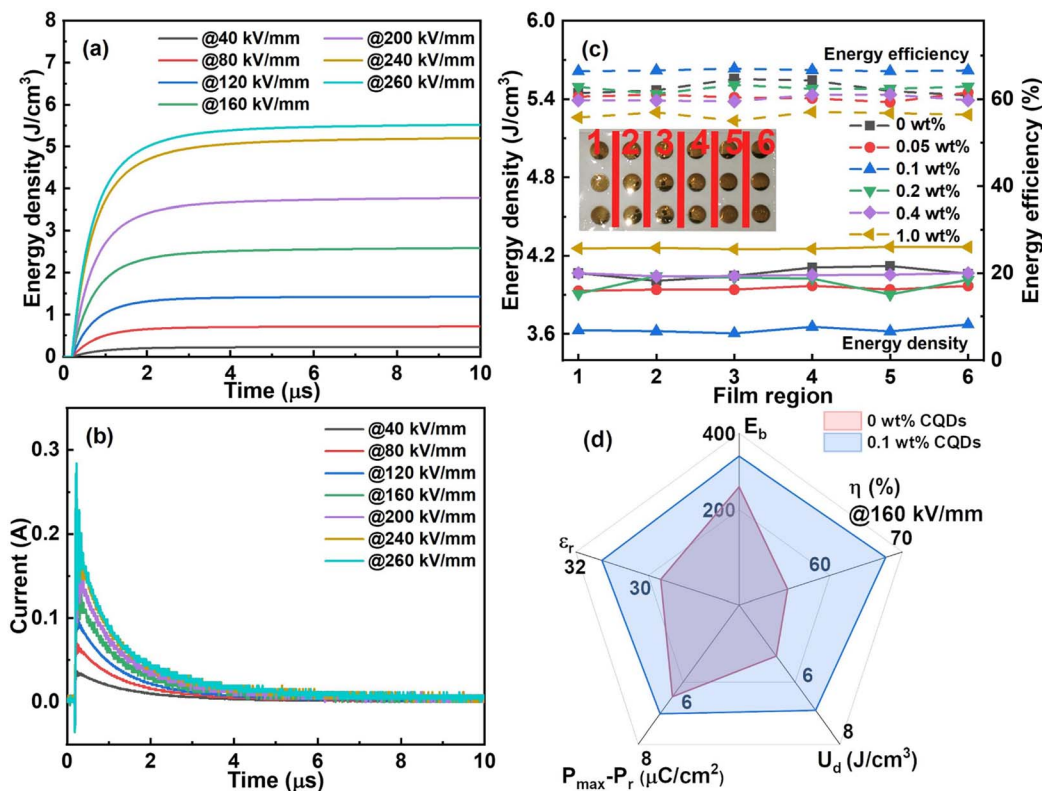 (a)
@40 kV/mm
@80 kV/mm
@120 kV/mm
@160 kV/mm
@200 kV/mm
@240 kV/mm
@260 kV/mm
Energy density (J/cm³)
8
7
6
5
4
3
2
1
0
0 2 4 6 8 10
Time (μs)
(b)
@40 kV/mm
@80 kV/mm
@120 kV/mm
@160 kV/mm
@200 kV/mm
@240 kV/mm
@260 kV/mm
Current (A)
0.3
0.2
0.1
0.0
0 2 4 6 8 10
Time (μs)
(c)
Energy efficiency
0 wt%
0.05 wt%
0.1 wt%
0.2 wt%
0.4 wt%
1.0 wt%
1 2 3 4 5 6
Energy density
Energy density (J/cm³)
6.0
5.4
4.8
4.2
3.6
Energy efficiency (%)
60
40
20
0
1 2 3 4 5 6
Film region
(d)
0 wt% CQDs
0.1 wt% CQDs
E_b
400
200
η (%)
@160 kV/mm
70
60
U_d (J/cm³)
8
6
P_max-P_r (μC/cm²)
8
6
ε_r
32
30